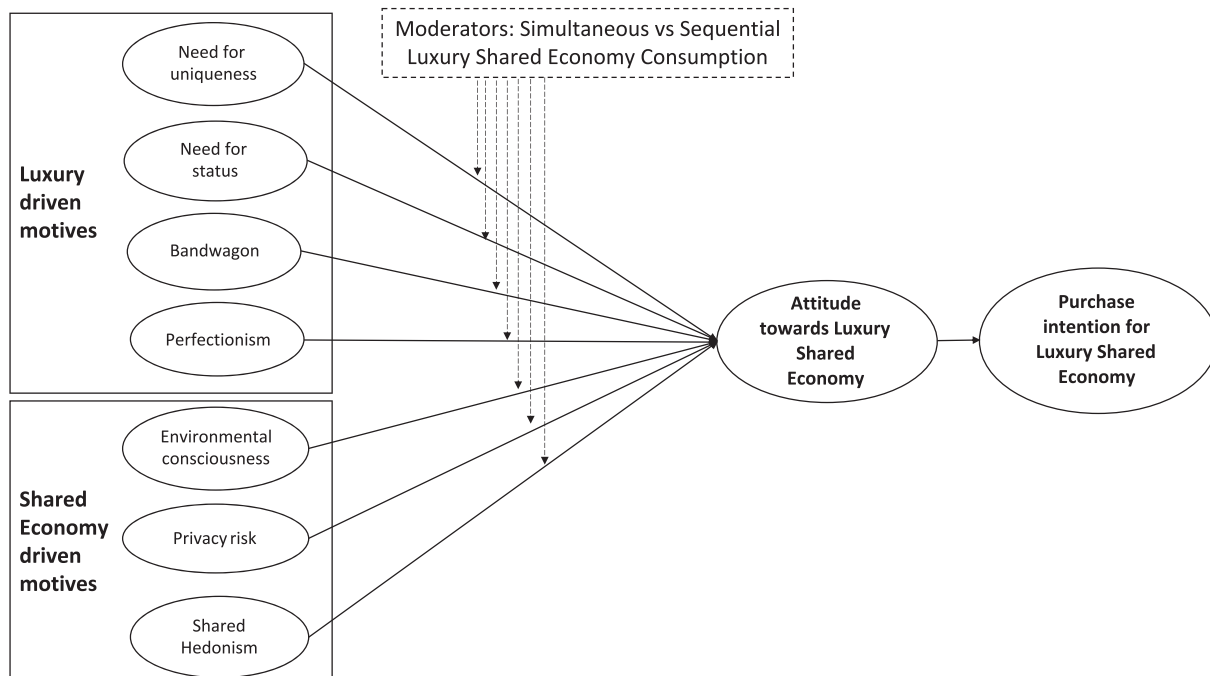 Moderators: Simultaneous vs Sequential
Luxury Shared Economy Consumption
Luxury
driven
motives
Need for
uniqueness
Need for
status
Bandwagon
Perfectionism
Shared
Economy
driven
motives
Environmental
consciousness
Privacy risk
Shared
Hedonism
Attitude
towards Luxury
Shared
Economy
Purchase
intention for
Luxury Shared
Economy